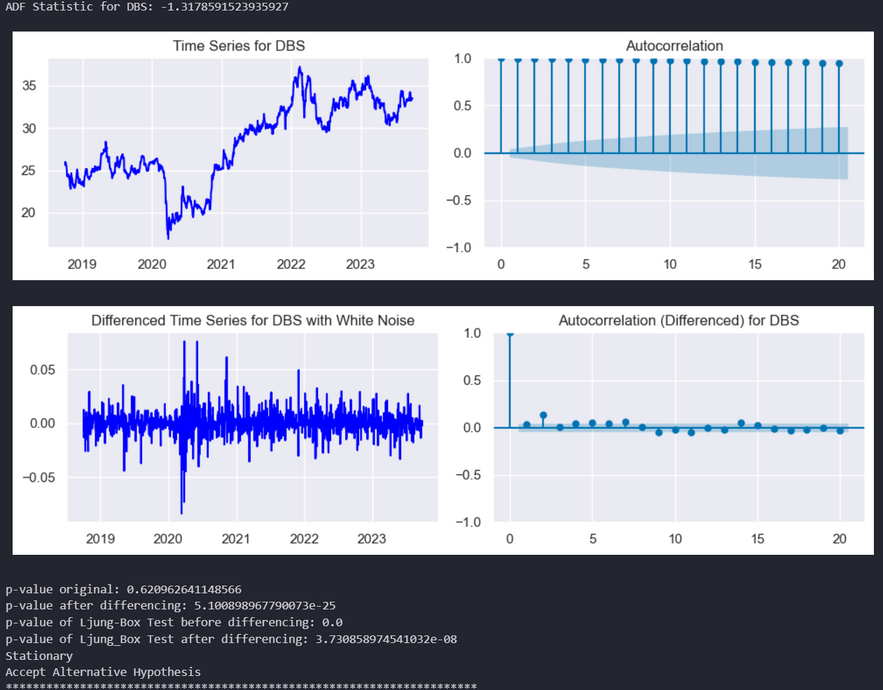 ADF Statistic for DBS: -1.3178591523935927
Time Series for DBS
35
30
25
20
2019 2020 2021 2022 2023
Autocorrelation
1.0
0.5
0.0
−0.5
−1.0
0 5 10 15 20
Differenced Time Series for DBS with White Noise
0.05
0.00
−0.05
2019 2020 2021 2022 2023
Autocorrelation (Differenced) for DBS
1.0
0.5
0.0
−0.5
−1.0
0 5 10 15 20
p-value original: 0.620962641148566
p-value after differencing: 5.100898967790073e-25
p-value of Ljung-Box Test before differencing: 0.0
p-value of Ljung_Box Test after differencing: 3.730858974541032e-08
Stationary
Accept Alternative Hypothesis
**********************************************************************